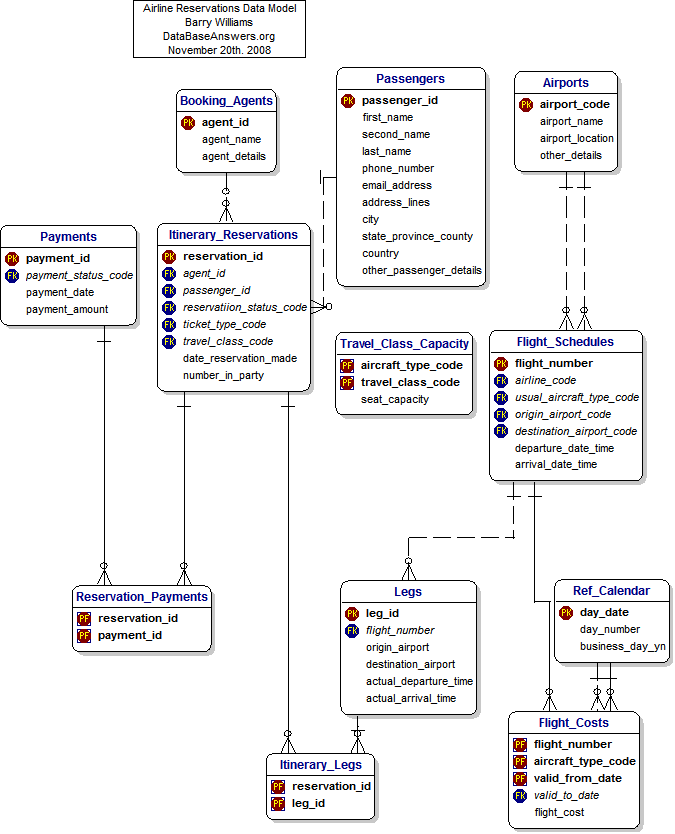 Airline Reservations Data Model
Barry Williams
DataBaseAnswers.org
November 20th. 2008
Booking_Agents
PK agent_id
agent_name
agent_details
Passengers
PK passenger_id
first_name
second_name
last_name
phone_number
email_address
address_lines
city
state_province_county
country
other_passenger_details
Airports
PK airport_code
airport_name
airport_location
other_details
Payments
PK payment_id
FK payment_status_code
payment_date
payment_amount
Itinerary_Reservations
PK reservation_id
FK agent_id
FK passenger_id
FK reservatiion_status_code
FK ticket_type_code
FK travel_class_code
date_reservation_made
number_in_party
Travel_Class_Capacity
PF aircraft_type_code
PF travel_class_code
seat_capacity
Flight_Schedules
PK flight_number
FK airline_code
FK usual_aircraft_type_code
FK origin_airport_code
FK destination_airport_code
departure_date_time
arrival_date_time
Reservation_Payments
PF reservation_id
PF payment_id
Legs
PK leg_id
FK flight_number
origin_airport
destination_airport
actual_departure_time
actual_arrival_time
Ref_Calendar
PK day_date
day_number
business_day_yn
Itinerary_Legs
PF reservation_id
PF leg_id
Flight_Costs
PF flight_number
PF aircraft_type_code
PF valid_from_date
FK valid_to_date
flight_cost